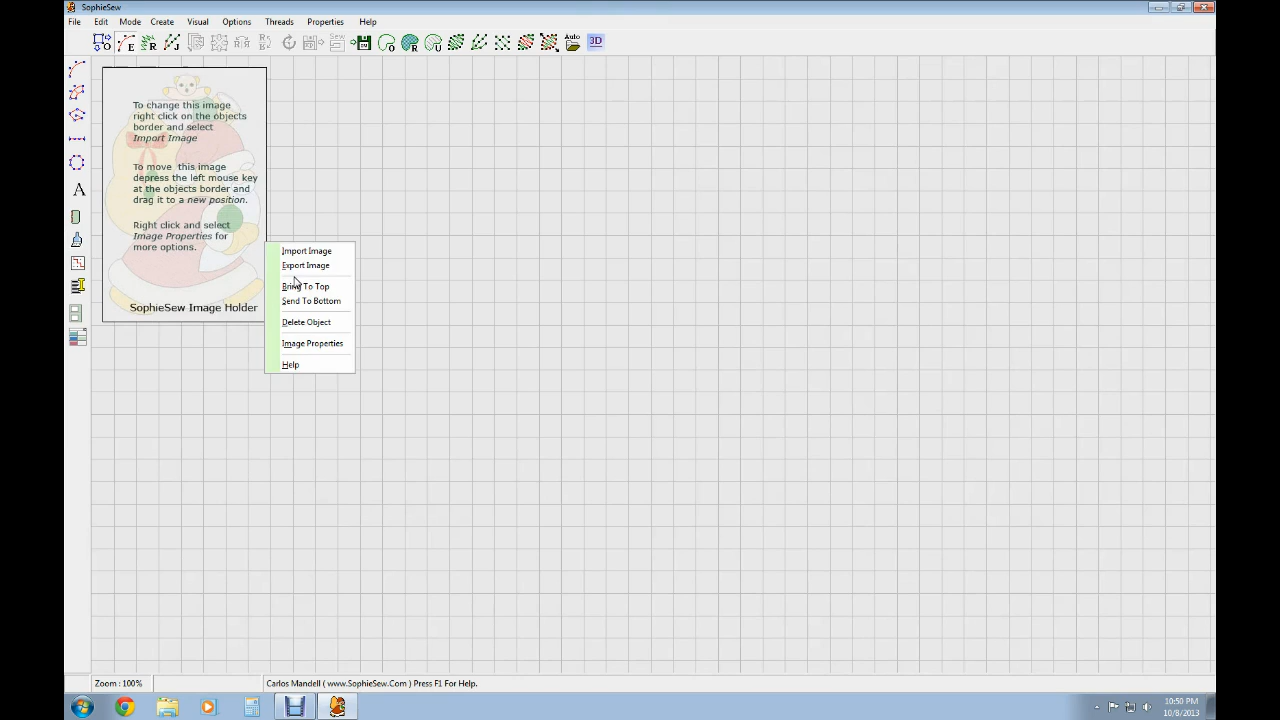 SophieSew
File Edit Mode Create Visual Options Threads Properties Help
Auto
3D
A
To change this image
right click on the objects
border and select
Import Image
To move this image
depress the left mouse key
at the objects border and
drag it to a new position.
Right click and select
Image Properties for
more options.
SophieSew Image Holder
Import Image
Export Image
Bring To Top
Send To Bottom
Delete Object
Image Properties
Help
Zoom : 100%
Carlos Mandell ( www.SophieSew.Com ) Press F1 For Help.
10:50 PM
10/8/2013